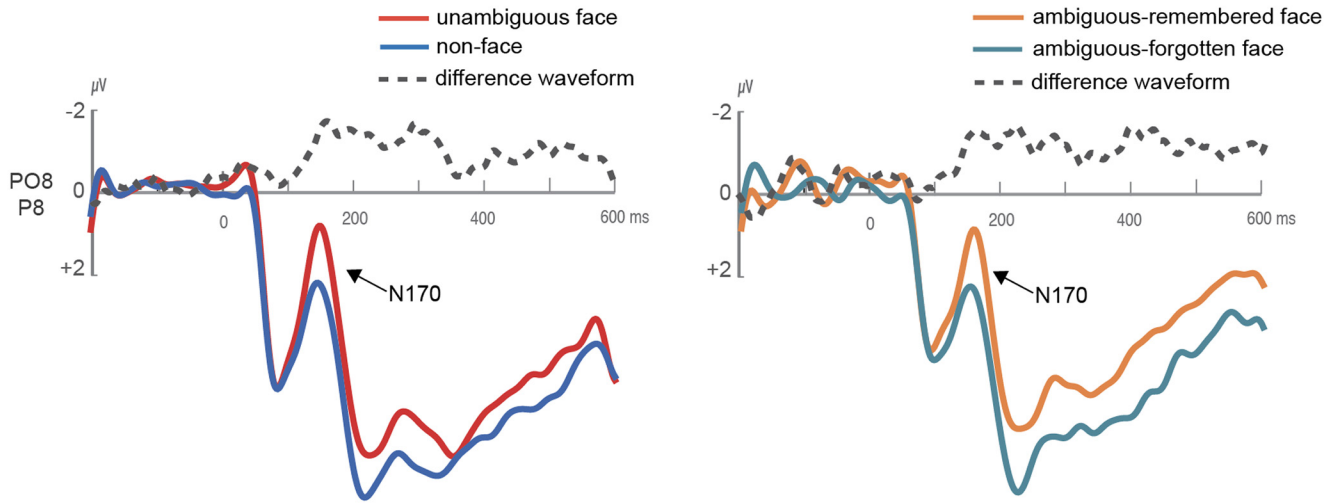 unambiguous face
non-face
difference waveform
µV
-2
0
+2
PO8
P8
0
200
400
600 ms
N170
ambiguous-remembered face
ambiguous-forgotten face
difference waveform
µV
-2
0
+2
0
200
400
600 ms
N170